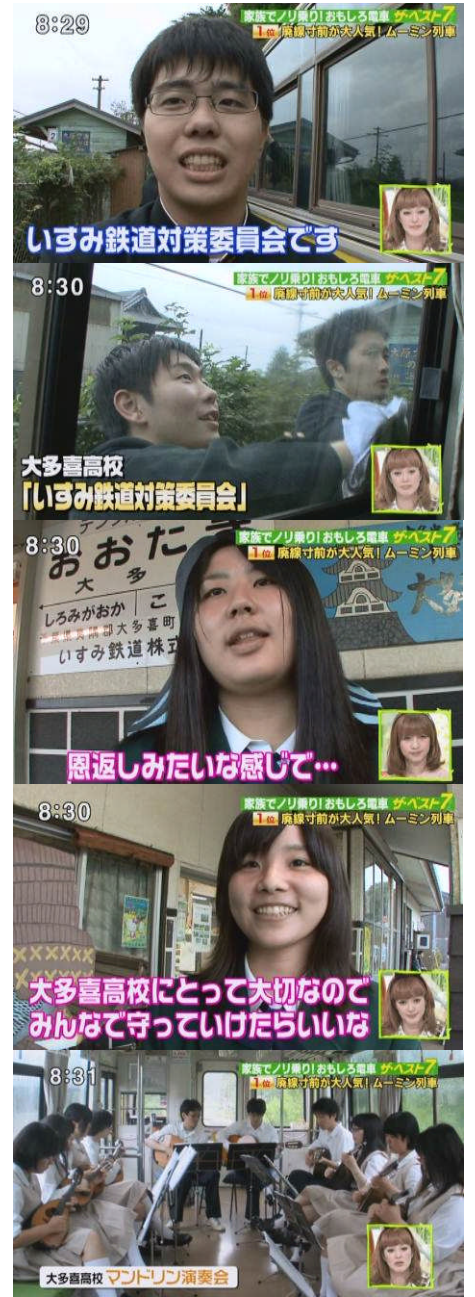 8:29
家族でノリ乗り!おもしろ電車 ザ・ベスト7
1位 廃線寸前が大人気!ムーミン列車
いすみ鉄道対策委員会です
8:30
家族でノリ乗り!おもしろ電車 ザ・ベスト7
1位 廃線寸前が大人気!ムーミン列車
大多喜高校
「いすみ鉄道対策委員会」
8:30
家族でノリ乗り!おもしろ電車 ザ・ベスト7
1位 廃線寸前が大人気!ムーミン列車
おおたき
大多
しろみがおか
こ
大多喜町
いすみ鉄道株式
恩返しみたいな感じで…
8:30
家族でノリ乗り!おもしろ電車 ザ・ベスト7
1位 廃線寸前が大人気!ムーミン列車
大多喜高校にとって大切なので
みんなで守っていけたらいいな
8:31
家族でノリ乗り!おもしろ電車 ザ・ベスト7
1位 廃線寸前が大人気!ムーミン列車
大多喜高校 マンドリン演奏会